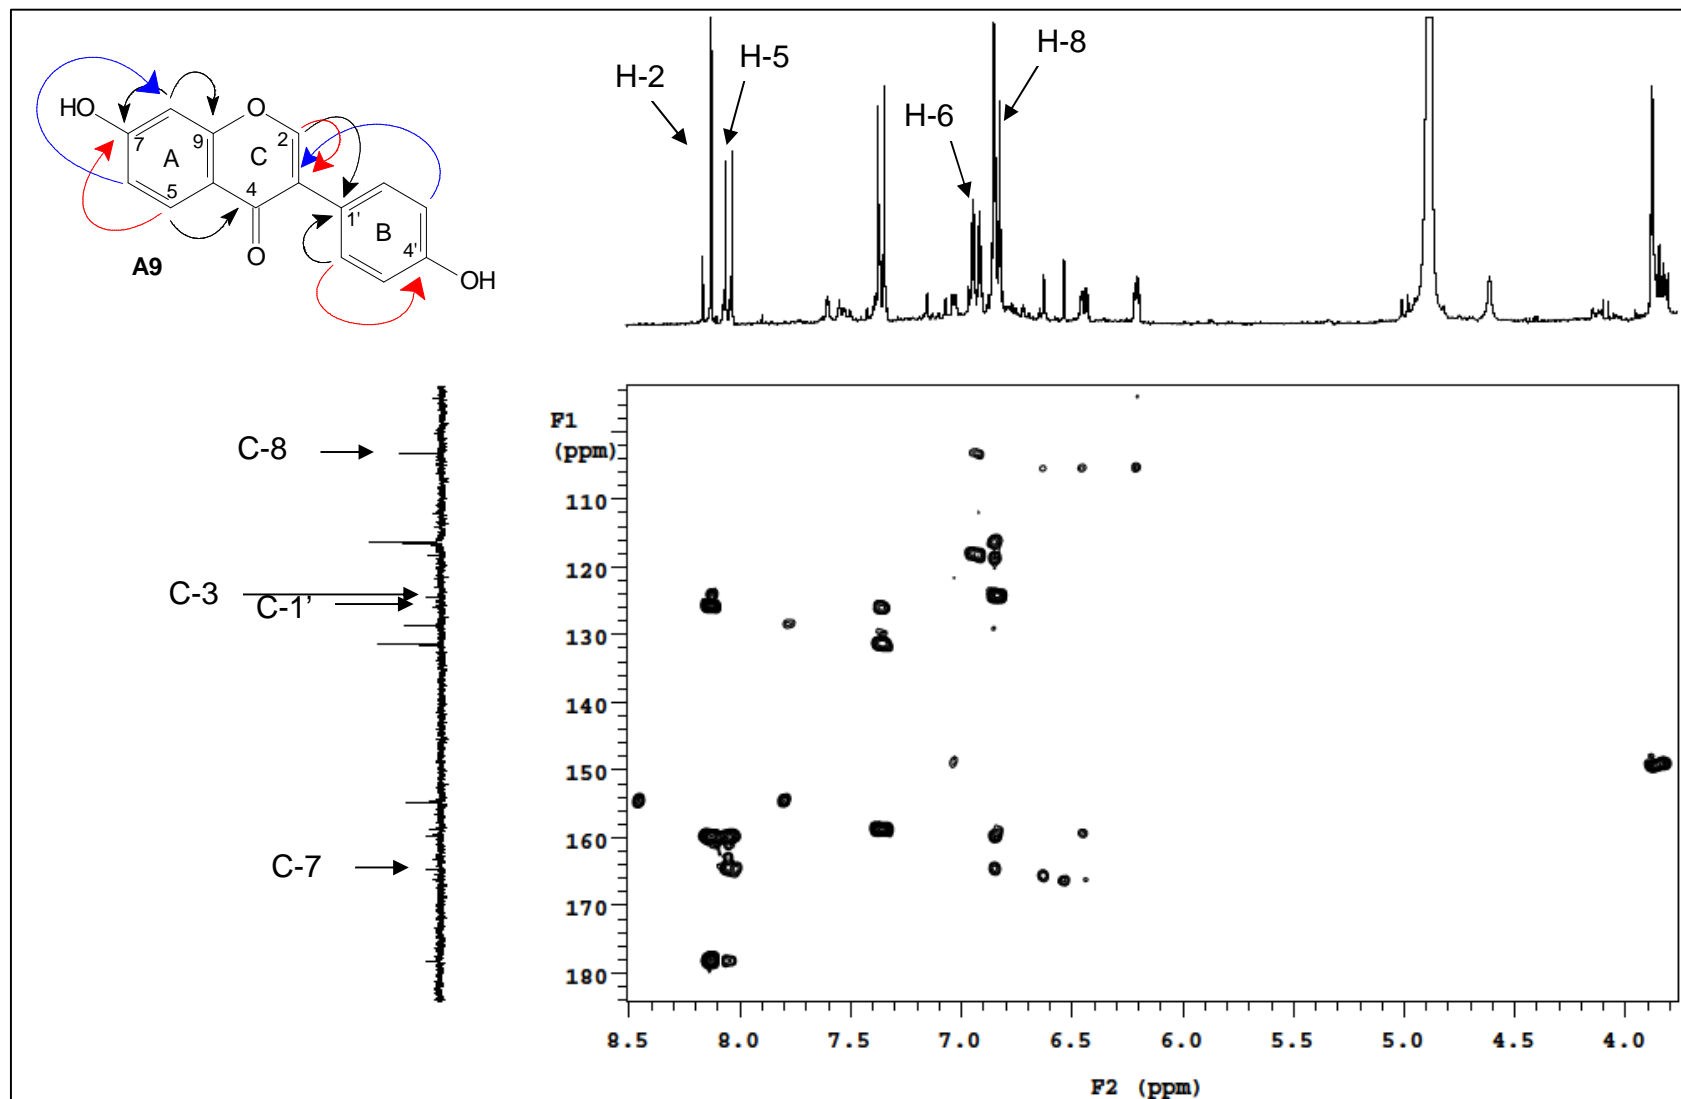 H-8
H-5
H-2
H-6
HO
O
2
7
9
A
C
5
4
1'
B
4'
O
OH
A9
C-8
C-3
C-1’
C-7
F1
(ppm)
110
120
130
140
150
160
170
180
8.5 8.0 7.5 7.0 6.5 6.0 5.5 5.0 4.5 4.0
F2 (ppm)